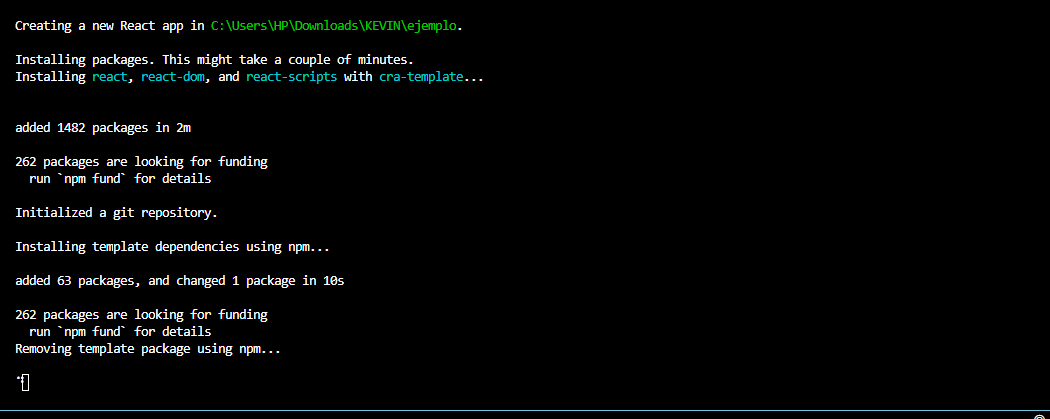 Creating a new React app in C:\Users\HP\Downloads\KEVIN\ejemplo.
Installing packages. This might take a couple of minutes.
Installing react, react-dom, and react-scripts with cra-template...
added 1482 packages in 2m
262 packages are looking for funding
  run `npm fund` for details
Initialized a git repository.
Installing template dependencies using npm...
added 63 packages, and changed 1 package in 10s
262 packages are looking for funding
  run `npm fund` for details
Removing template package using npm...